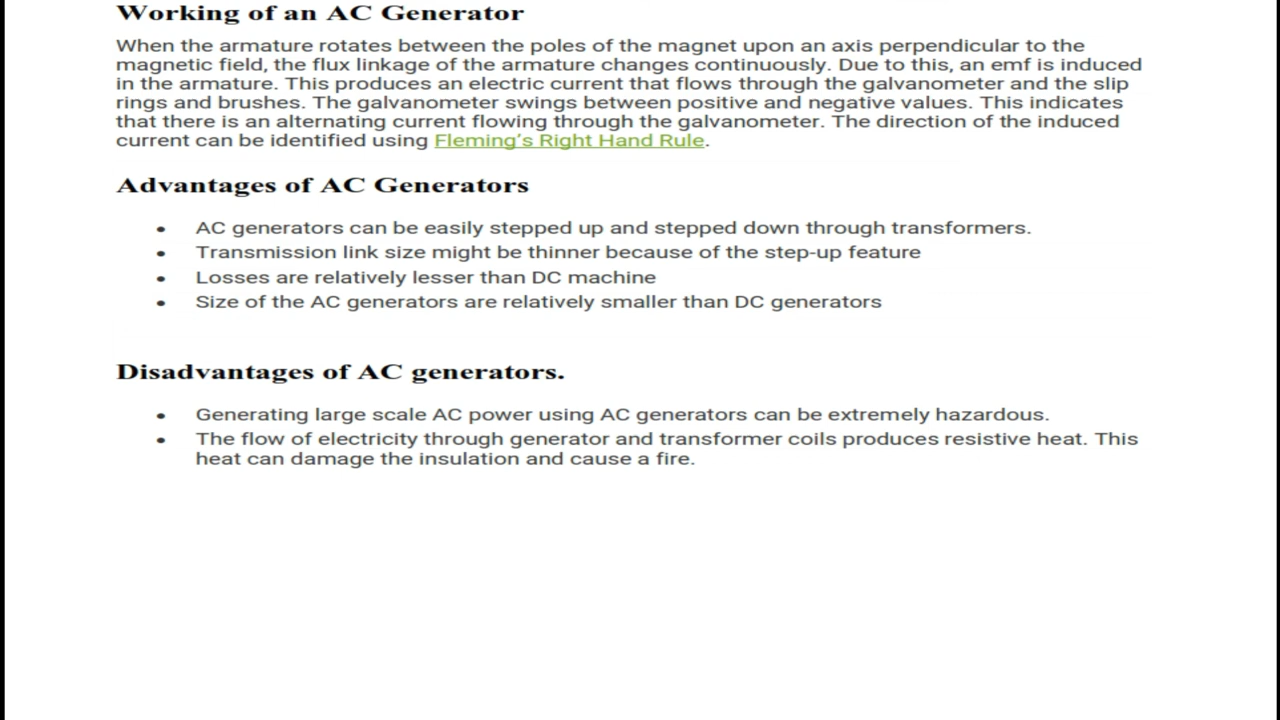 Working of an AC Generator
When the armature rotates between the poles of the magnet upon an axis perpendicular to the
magnetic field, the flux linkage of the armature changes continuously. Due to this, an emf is induced
in the armature. This produces an electric current that flows through the galvanometer and the slip
rings and brushes. The galvanometer swings between positive and negative values. This indicates
that there is an alternating current flowing through the galvanometer. The direction of the induced
current can be identified using Fleming's Right Hand Rule.
Advantages of AC Generators
• AC generators can be easily stepped up and stepped down through transformers.
• Transmission link size might be thinner because of the step-up feature
• Losses are relatively lesser than DC machine
• Size of the AC generators are relatively smaller than DC generators
Disadvantages of AC generators.
• Generating large scale AC power using AC generators can be extremely hazardous.
• The flow of electricity through generator and transformer coils produces resistive heat. This
heat can damage the insulation and cause a fire.